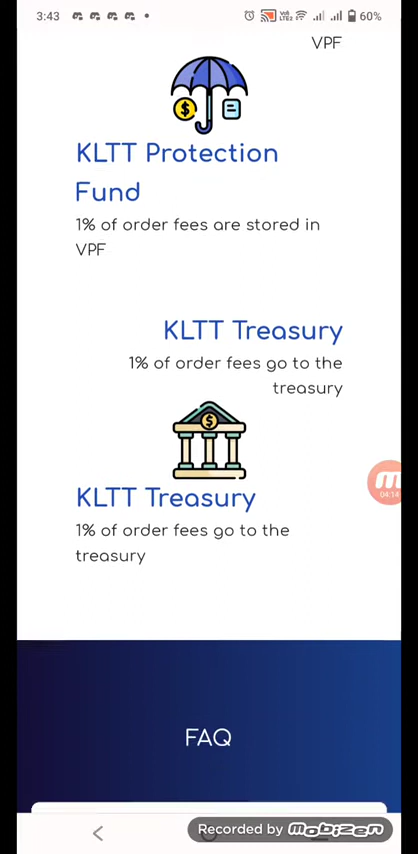 3:43
60%
VPF
KLTT Protection
Fund
1% of order fees are stored in
VPF
KLTT Treasury
1% of order fees go to the
treasury
KLTT Treasury
1% of order fees go to the
treasury
04:14
FAQ
Recorded by mobizen